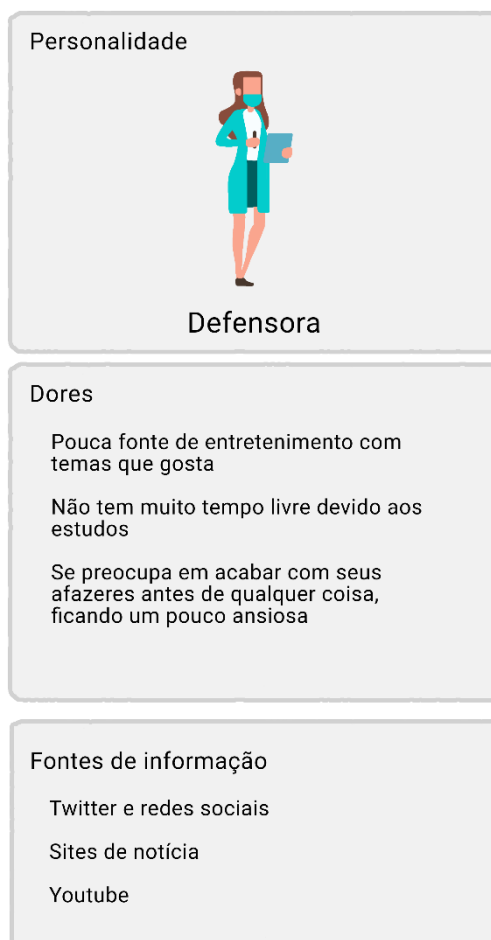 Personalidade
Defensora
Dores
Pouca fonte de entretenimento com
temas que gosta
Não tem muito tempo livre devido aos
estudos
Se preocupa em acabar com seus
afazeres antes de qualquer coisa,
ficando um pouco ansiosa
Fontes de informação
Twitter e redes sociais
Sites de notícia
Youtube